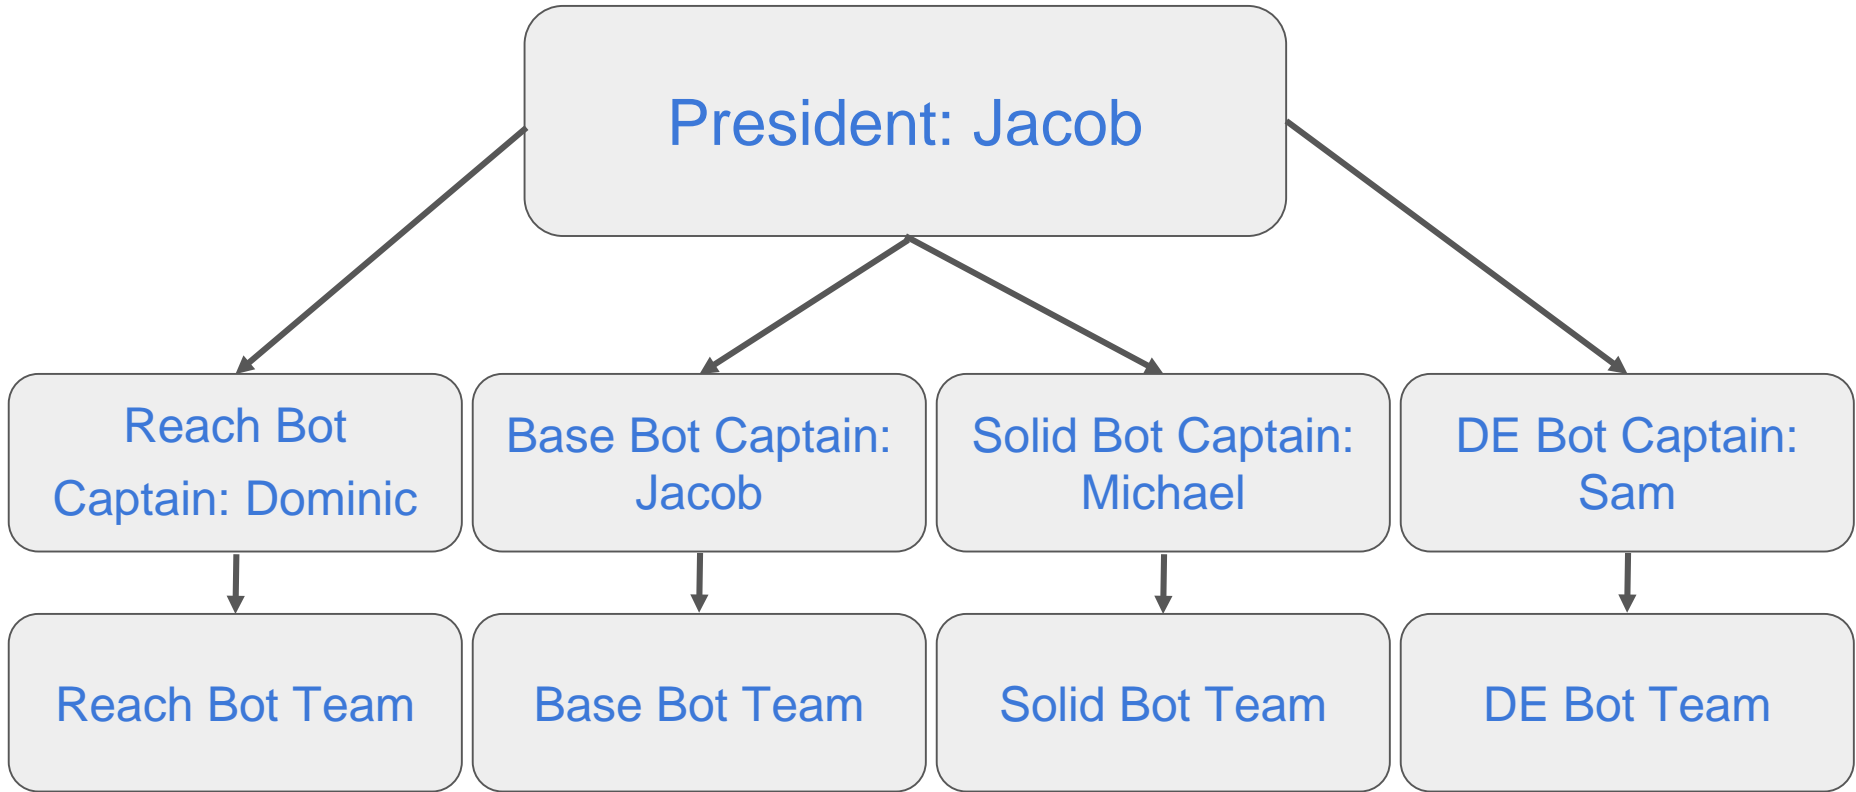 President: Jacob
Reach Bot
Captain: Dominic
Base Bot Captain:
Jacob
Solid Bot Captain:
Michael
DE Bot Captain:
Sam
Reach Bot Team
Base Bot Team
Solid Bot Team
DE Bot Team